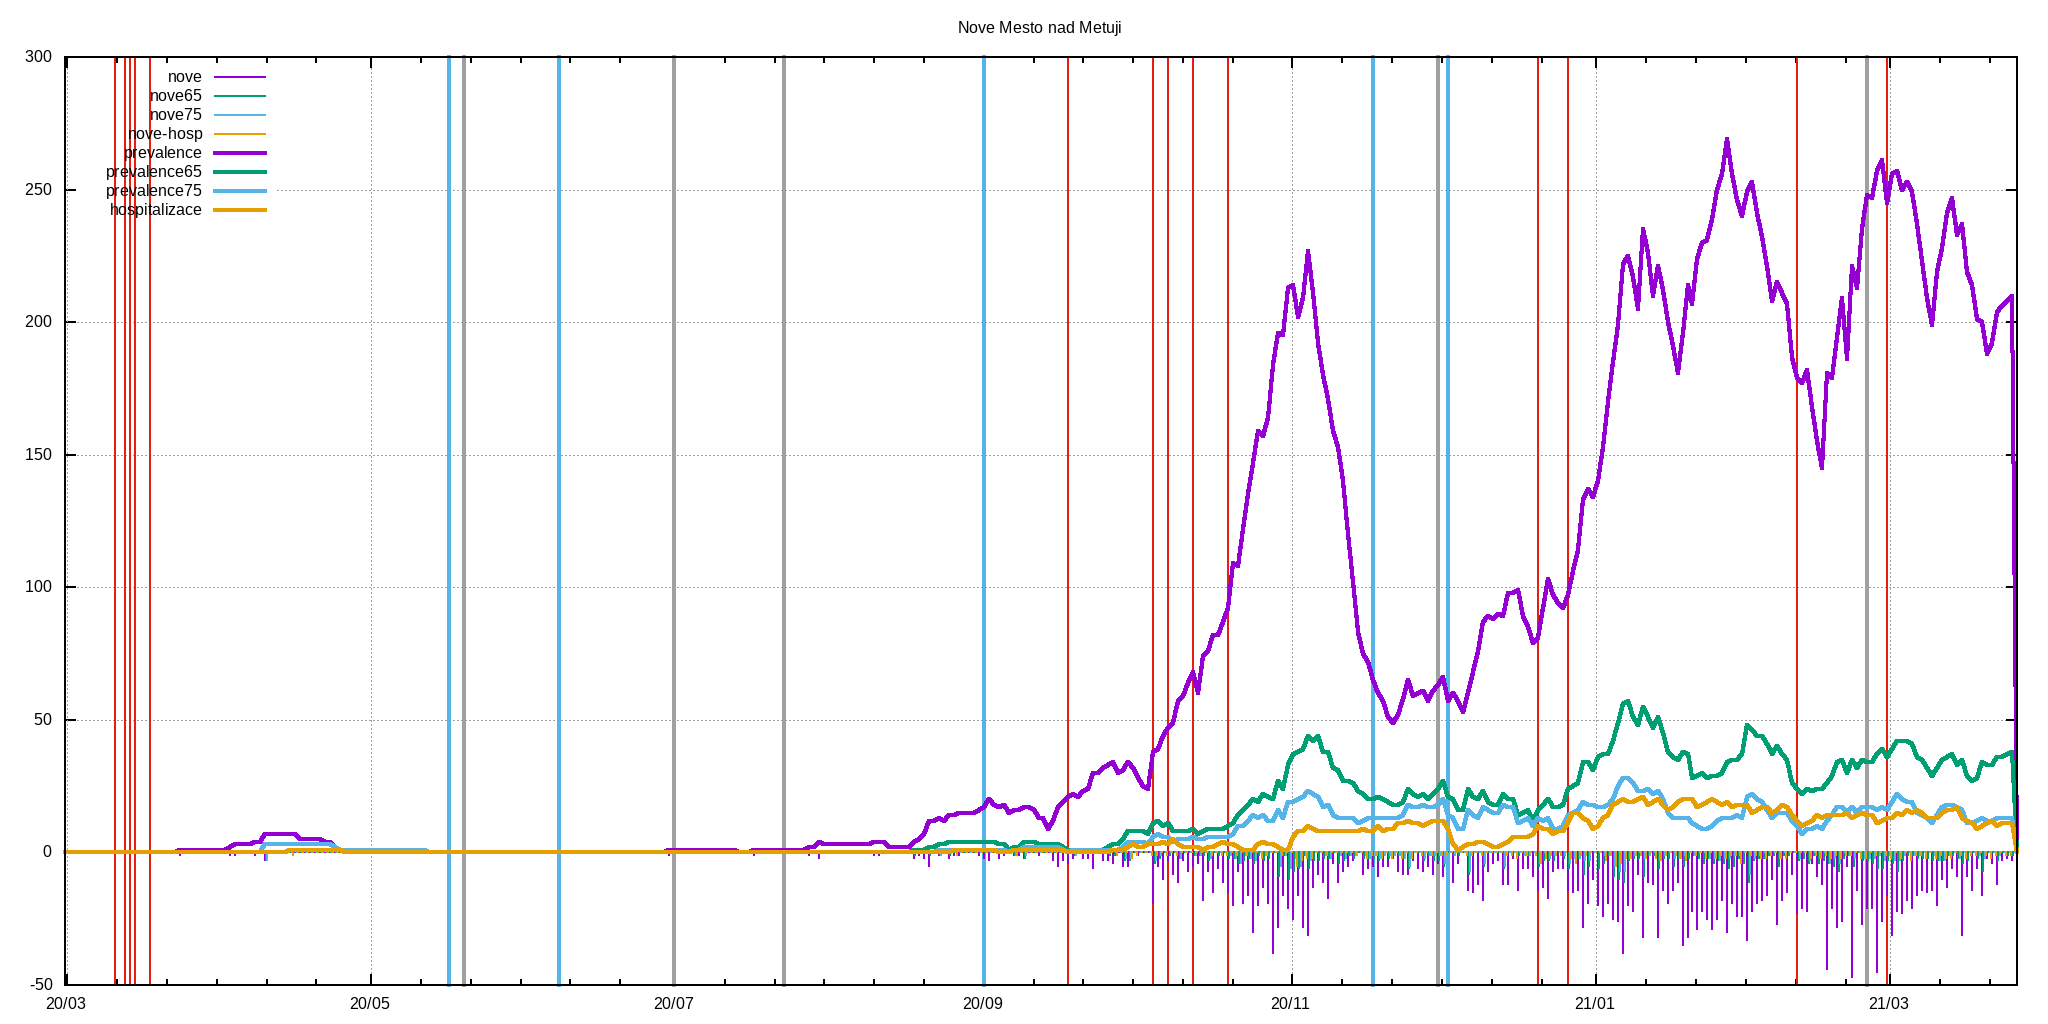 Nove Mesto nad Metuji
300
250
200
150
100
50
0
-50
nove
nove65
nove75
nove-hosp
prevalence
prevalence65
prevalence75
hospitalizace
20/03
20/05
20/07
20/09
20/11
21/01
21/03